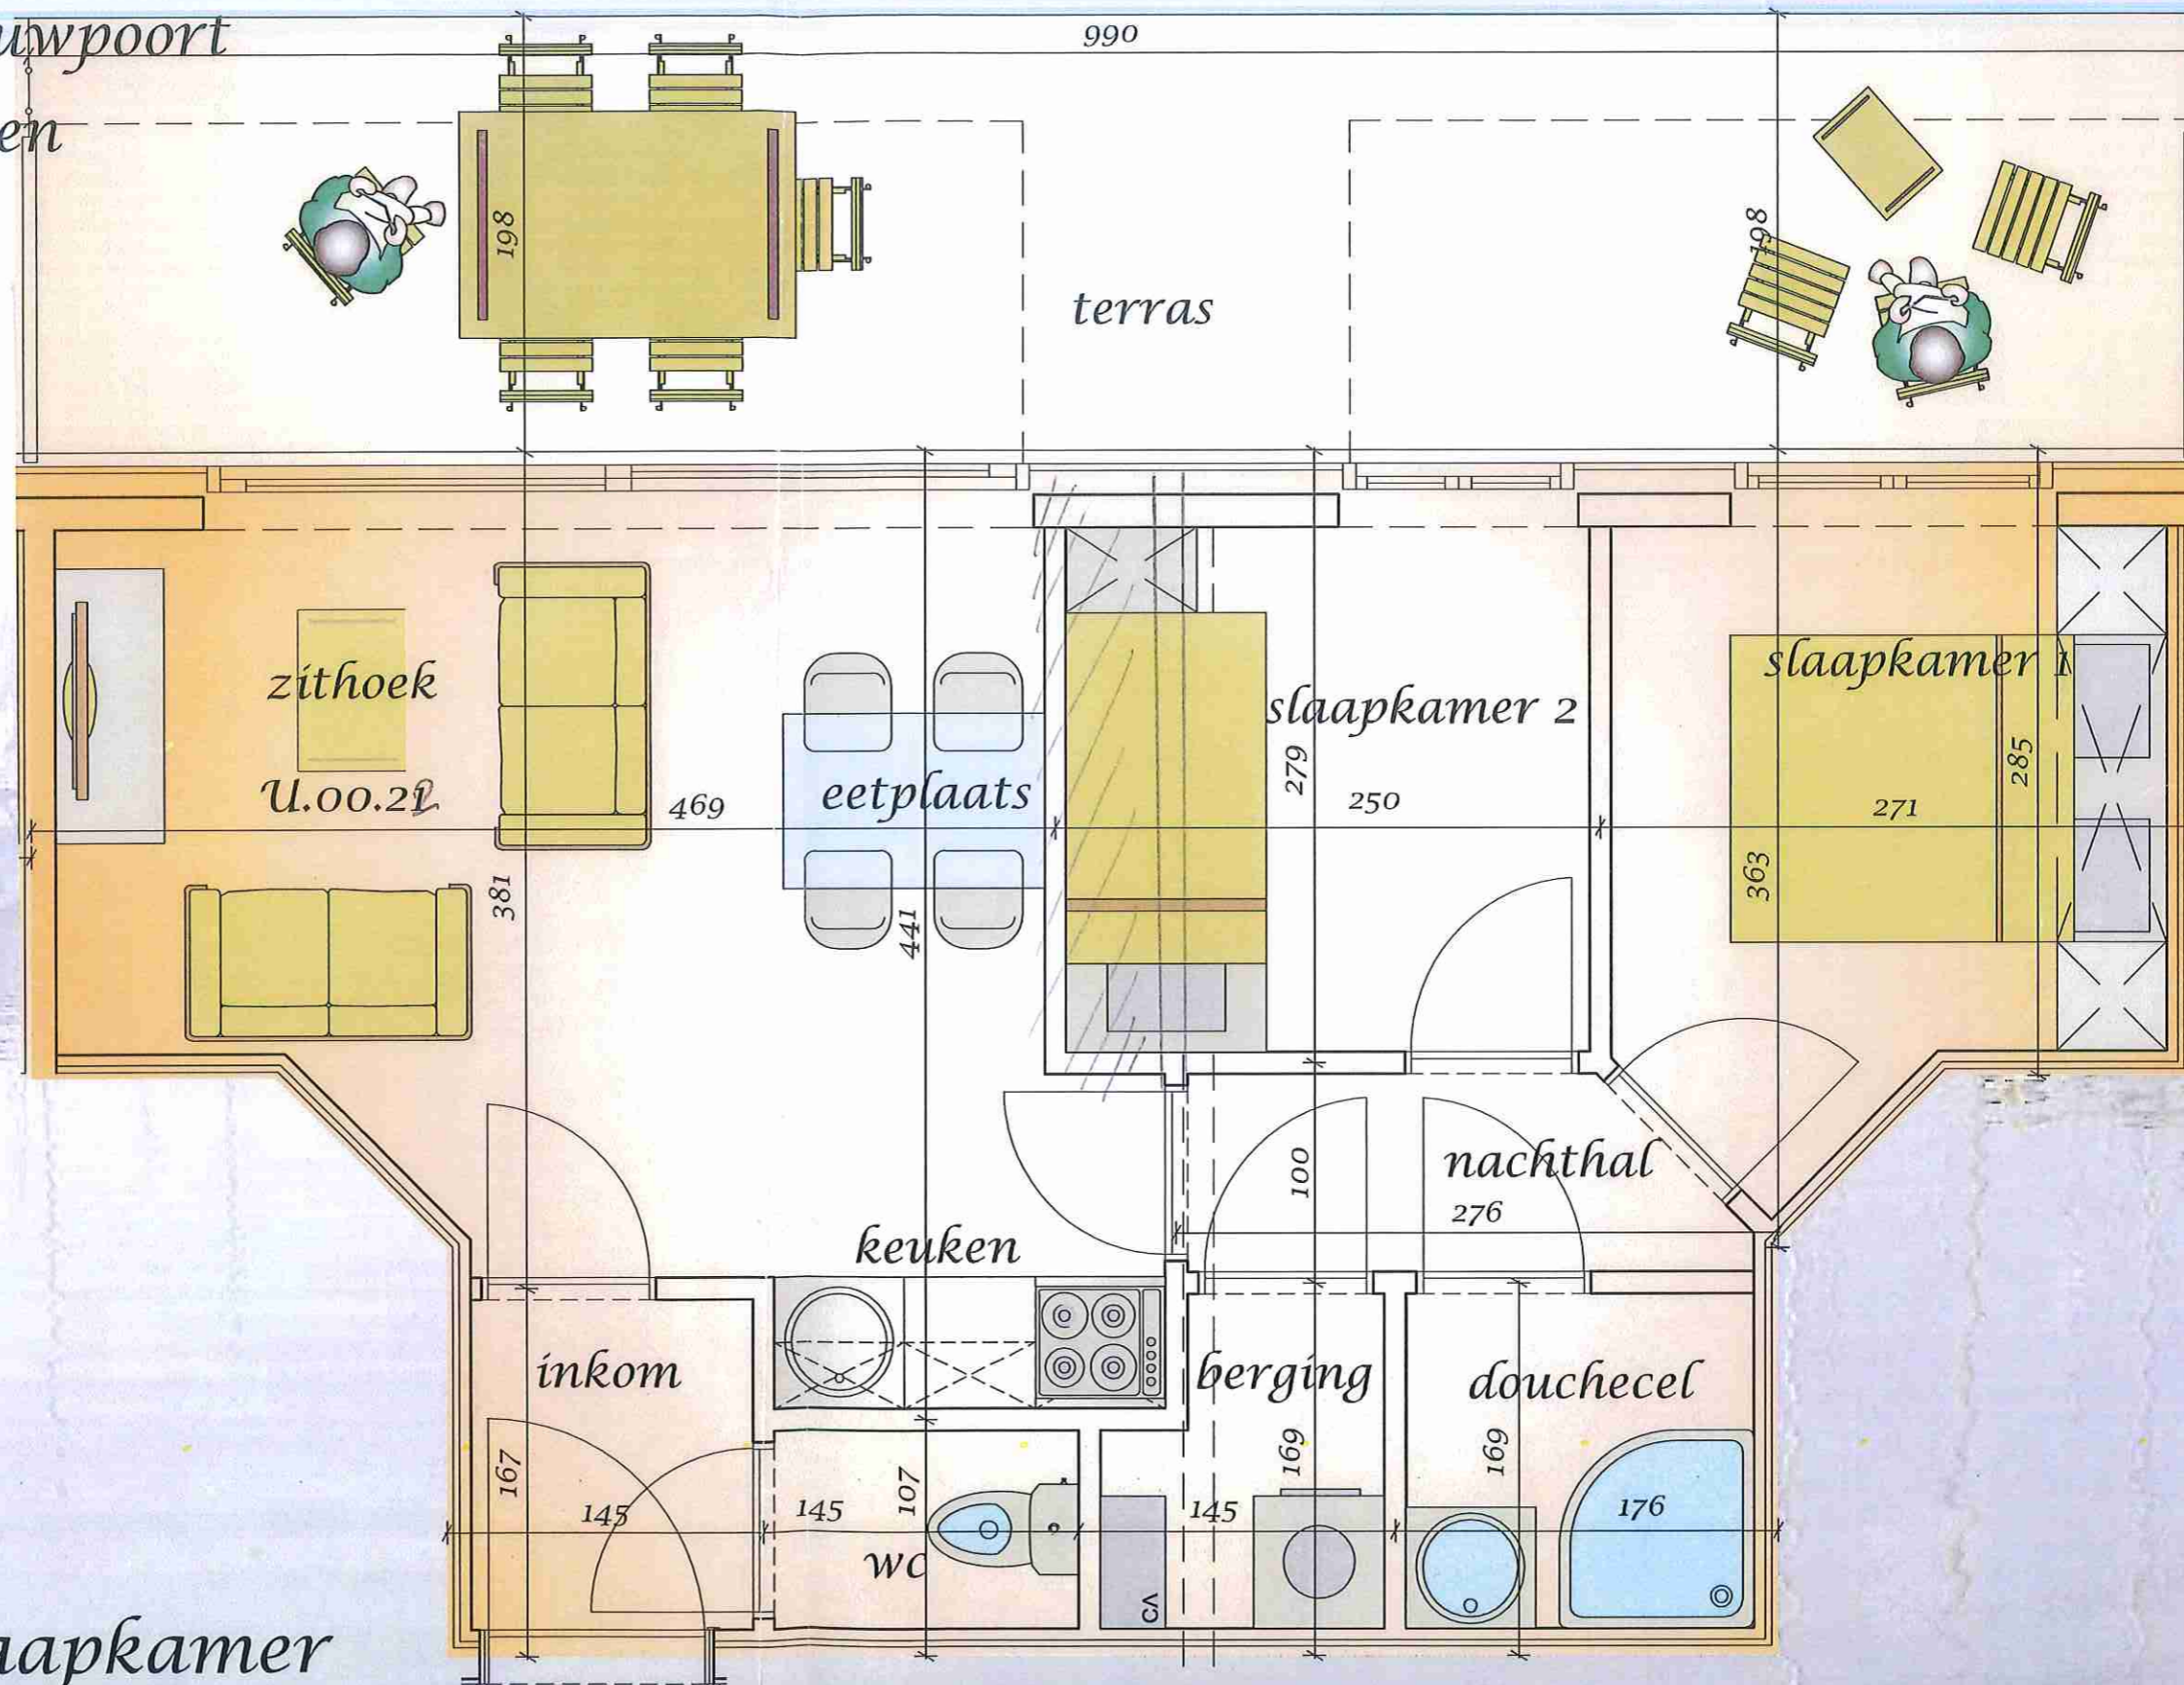 uwpoort
990
en
198
198
terras
zithoek
slaapkamer 1
slaapkamer 2
279
285
U.00.2
469
eetplaats
250
271
381
441
363
100
nachthal
276
keuken
inkom
berging
douchecel
167
145
145
107
169
145
169
176
wc
CV
aapkamer